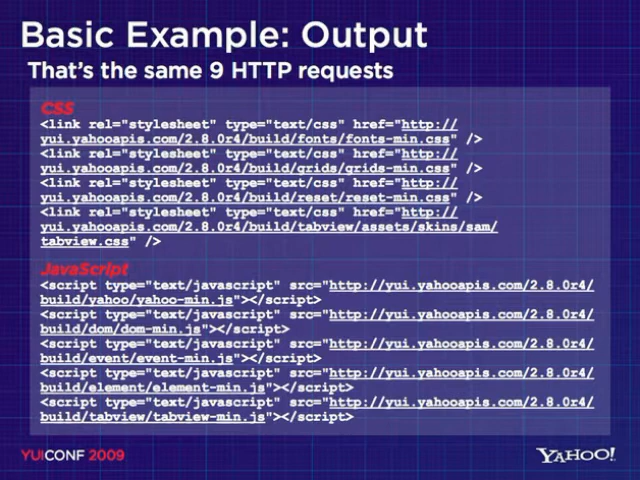 Basic Example: Output
That's the same 9 HTTP requests
CSS
<link rel="stylesheet" type="text/css" href="http://
yui.yahooapis.com/2.8.0r4/build/fonts/fonts-min.css" />
<link rel="stylesheet" type="text/css" href="http://
yui.yahooapis.com/2.8.0r4/build/grids/grids-min.css" />
<link rel="stylesheet" type="text/css" href="http://
yui.yahooapis.com/2.8.0r4/build/reset/reset-min.css" />
<link rel="stylesheet" type="text/css" href="http://
yui.yahooapis.com/2.8.0r4/build/tabview/assets/skins/sam/
tabview.css" />
JavaScript
<script type="text/javascript" src="http://yui.yahooapis.com/2.8.0r4/
build/yahoo/yahoo-min.js"></script>
<script type="text/javascript" src="http://yui.yahooapis.com/2.8.0r4/
build/dom/dom-min.js"></script>
<script type="text/javascript" src="http://yui.yahooapis.com/2.8.0r4/
build/event/event-min.js"></script>
<script type="text/javascript" src="http://yui.yahooapis.com/2.8.0r4/
build/element/element-min.js"></script>
<script type="text/javascript" src="http://yui.yahooapis.com/2.8.0r4/
build/tabview/tabview-min.js"></script>
YUICONF 2009
YAHOO!